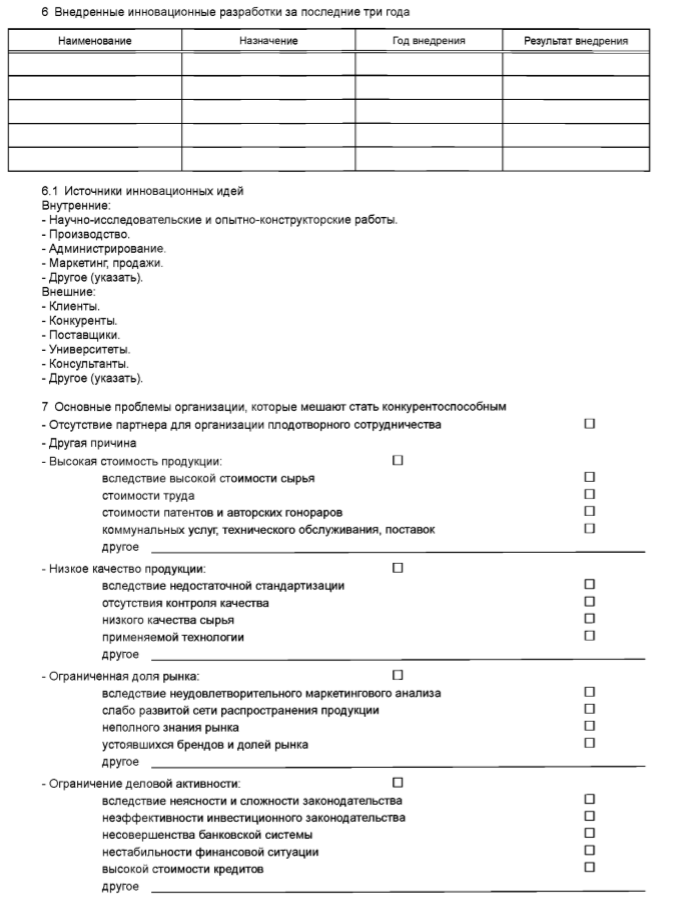 6 Внедренные инновационные разработки за последние три года
Наименование Назначение Год внедрения Результат внедрения
6.1 Источники инновационных идей
Внутренние:
- Научно-исследовательские и опытно-конструкторские работы.
- Производство.
- Администрирование.
- Маркетинг, продажи.
- Другое (указать).
Внешние:
- Клиенты.
- Конкуренты.
- Поставщики.
- Университеты.
- Консультанты.
- Другое (указать).
7 Основные проблемы организации, которые мешают стать конкурентоспособным
- Отсутствие партнера для организации плодотворного сотрудничества
- Другая причина
- Высокая стоимость продукции:
вследствие высокой стоимости сырья
стоимости труда
стоимости патентов и авторских гонораров
коммунальных услуг, технического обслуживания, поставок
другое
- Низкое качество продукции:
вследствие недостаточной стандартизации
отсутствия контроля качества
низкого качества сырья
применяемой технологии
другое
- Ограниченная доля рынка:
вследствие неудовлетворительного маркетингового анализа
слабо развитой сети распространения продукции
неполного знания рынка
устоявшихся брендов и долей рынка
другое
- Ограничение деловой активности:
вследствие неясности и сложности законодательства
неэффективности инвестиционного законодательства
несовершенства банковской системы
нестабильности финансовой ситуации
высокой стоимости кредитов
другое